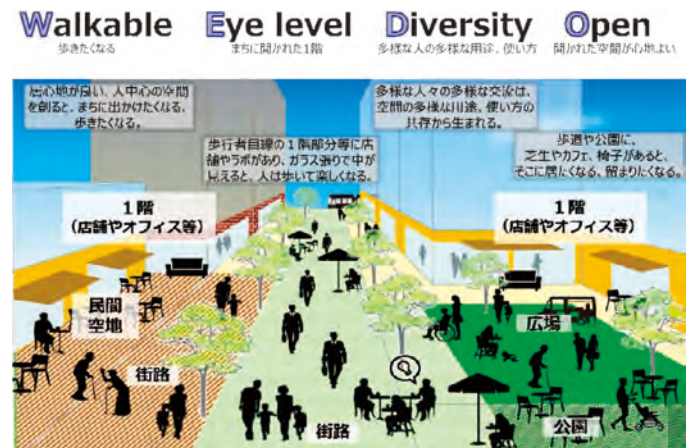 Walkable
歩きたくなる
Eye level
まちに開かれた1階
Diversity
多様な人の多様な用途、使い方
Open
開かれた空間が心地よい
居心地が良い、人中心の空間
を創ると、まちに出かけたくなる、
歩きたくなる。
歩行者目線の1階部分等に店
舗やラボがあり、ガラス張りで中が
見えると、人は歩いて楽しくなる。
多様な人々の多様な交流は、
空間の多様な用途、使い方の
共存から生まれる。
歩道や公園に、
芝生やカフェ、椅子があると、
そこに居たくなる、留まりたくなる。
1階
(店舗やオフィス等)
1階
(店舗やオフィス等)
民間
空地
広場
街路
街路
公園